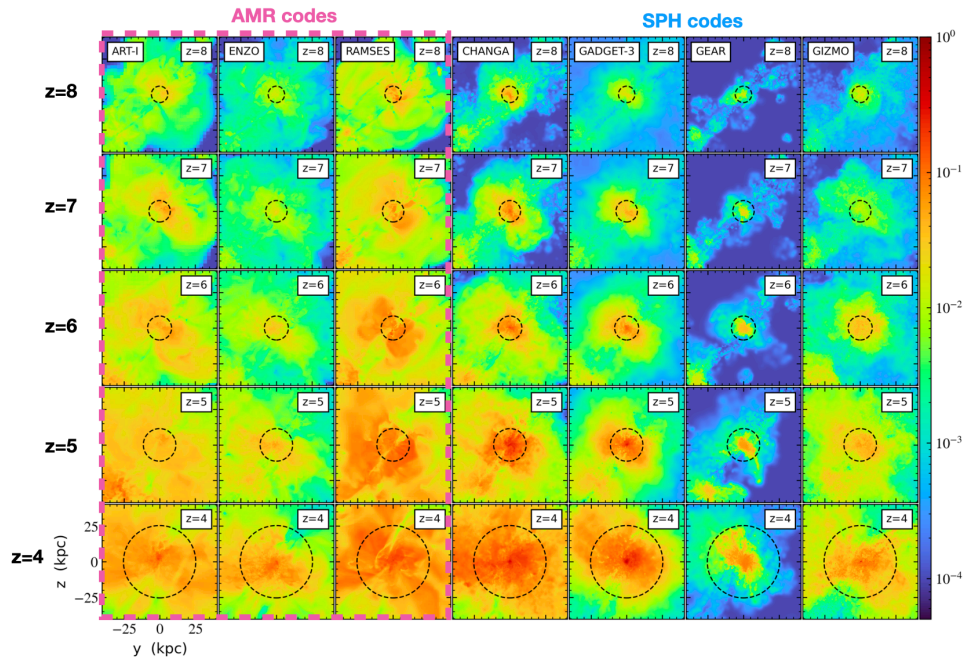 AMR codes
SPH codes
ART-I z=8 ENZO z=8 RAMSES z=8 CHANGA z=8 GADGET-3 z=8 GEAR z=8 GIZMO z=8
10⁰
z=8
z=7 z=7 z=7 z=7 z=7 z=7 z=7
10⁻¹
z=7
z=6 z=6 z=6 z=6 z=6 z=6 z=6
10⁻²
z=6
z=5 z=5 z=5 z=5 z=5 z=5 z=5
10⁻³
z=5
z=4 z=4 z=4 z=4 z=4 z=4 z=4
z=4
z (kpc)
25
0
−25
10⁻⁴
−25 0 25
y (kpc)